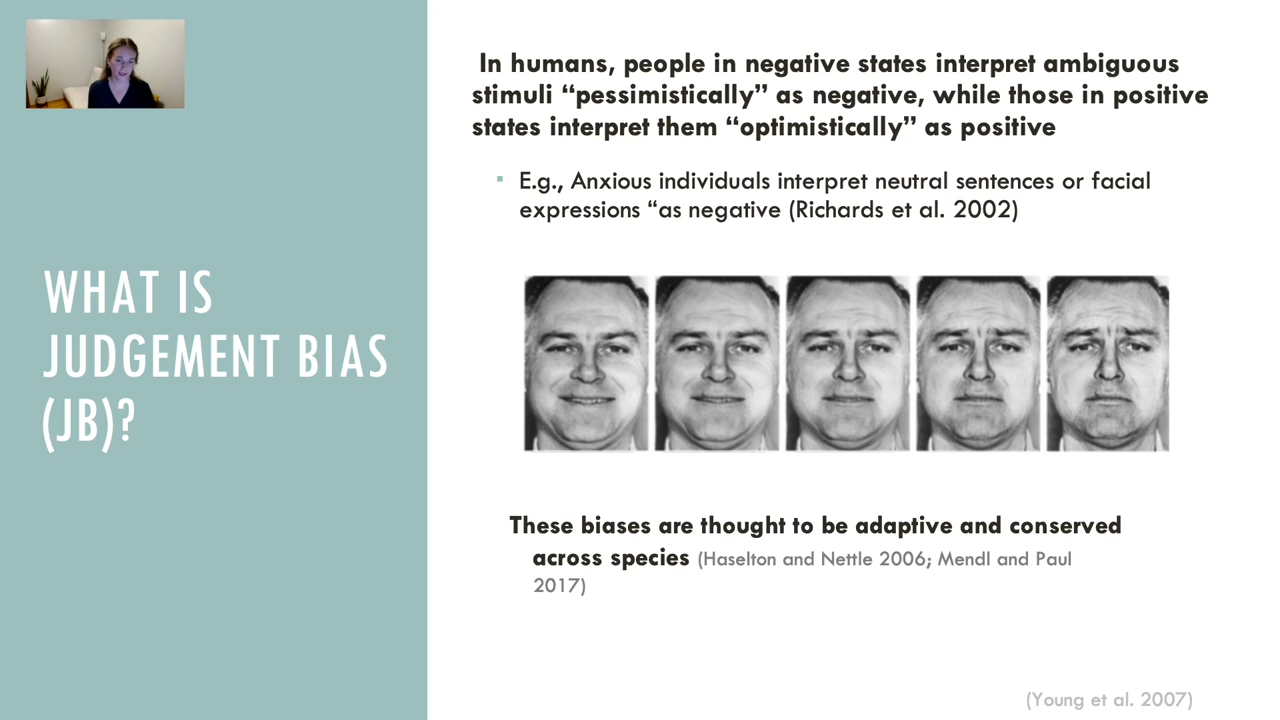 WHAT IS
JUDGEMENT BIAS
(JB)?
In humans, people in negative states interpret ambiguous
stimuli “pessimistically” as negative, while those in positive
states interpret them “optimistically” as positive
E.g., Anxious individuals interpret neutral sentences or facial
expressions “as negative (Richards et al. 2002)
These biases are thought to be adaptive and conserved
across species (Haselton and Nettle 2006; Mendl and Paul
2017)
(Young et al. 2007)